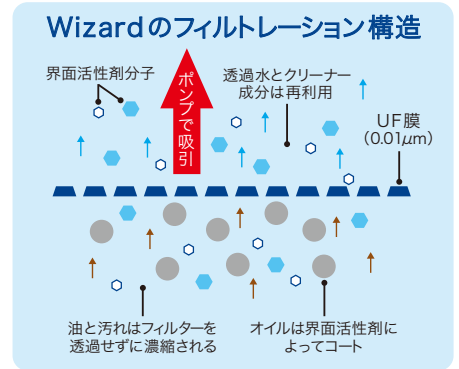 Wizardのフィルトレーション構造
界面活性剤分子
ポンプで吸引
透過水とクリーナー
成分は再利用
UF膜
(0.01μm)
油と汚れはフィルターを
透過せずに濃縮される
オイルは界面活性剤に
よってコート